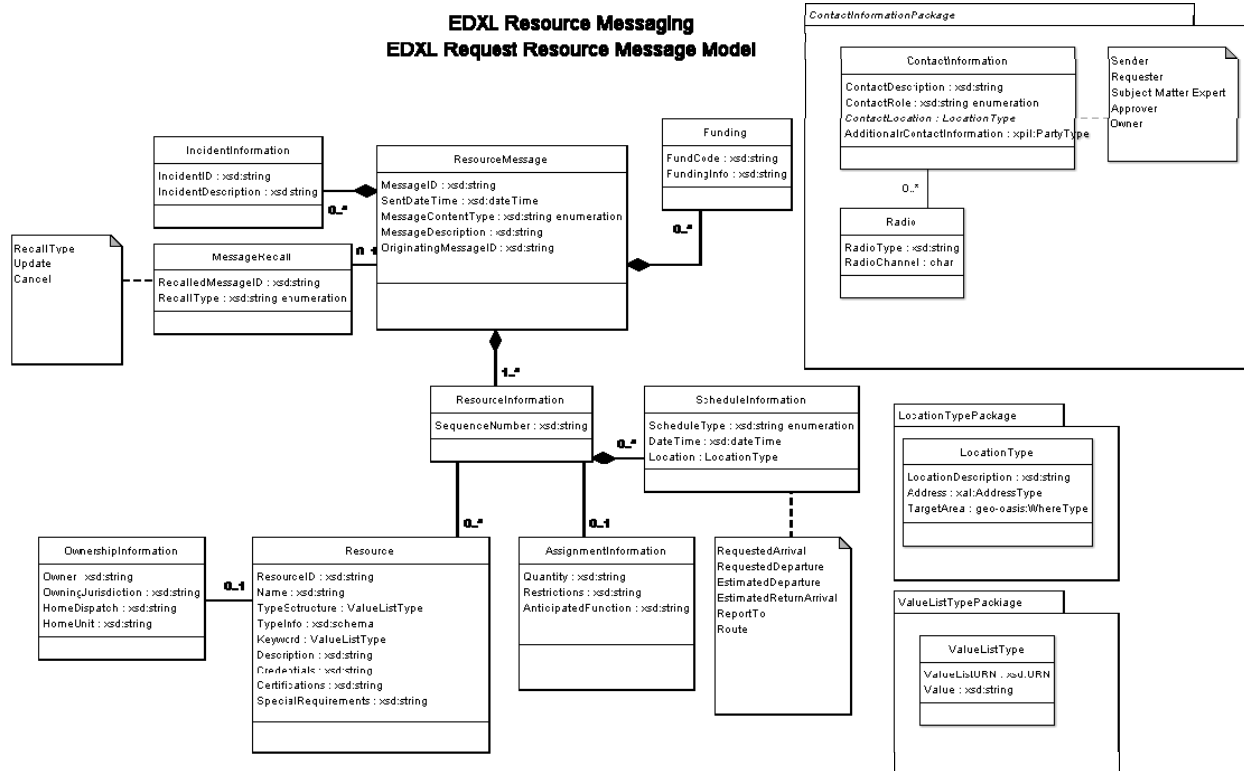 EDXL Resource Messaging
EDXL Request Resource Message Model
ContactInformationPackage
ContactInformation
ContactDescription : xsd:string
ContactRole : xsd:string enumeration
ContactLocation : LocationType
AdditionalrContactInformation : xpil:PartyType
Sender
Requester
Subject Matter Expert
Approver
Owner
0..*
Radio
RadioType : xsd:string
RadioChannel : char
IncidentInformation
IncidentID : xsd:string
IncidentDescription : xsd:string
0..*
ResourceMessage
MessageID : xsd:string
SentDateTime : xsd:dateTime
MessageContentType : xsd:string enumeration
MessageDescription : xsd:string
OriginatingMessageID : xsd:string
Funding
FundCode : xsd:string
FundingInfo : xsd:string
0..*
RecallType
Update
Cancel
MessageRecall
RecalledMessageID : xsd:string
RecallType : xsd:string enumeration
0..1
1..*
ResourceInformation
SequenceNumber : xsd:string
0..*
ScheduleInformation
ScheduleType : xsd:string enumeration
DateTime : xsd:dateTime
Location : LocationType
LocationTypePackage
LocationType
LocationDescription : xsd:string
Address : xal:AddressType
TargetArea : geo-oasis:WhereType
0..*
0..1
OwnershipInformation
Owner : xsd:string
OwningJurisdiction : xsd:string
HomeDispatch : xsd:string
HomeUnit : xsd:string
0..1
Resource
ResourceID : xsd:string
Name : xsd:string
TypeSctructure : ValueListType
TypeInfo : xsd:schema
Keyword : ValueListType
Description : xsd:string
Credentials : xsd:string
Certifications : xsd:string
SpecialRequirements : xsd:string
AssignmentInformation
Quantity : xsd:string
Restrictions : xsd:string
AnticipatedFunction : xsd:string
RequestedArrival
RequestedDeparture
EstimatedDeparture
EstimatedReturnArrival
ReportTo
Route
ValueListTypePackiage
ValueListType
ValueListURN : xsd:URN
Value : xsd:string